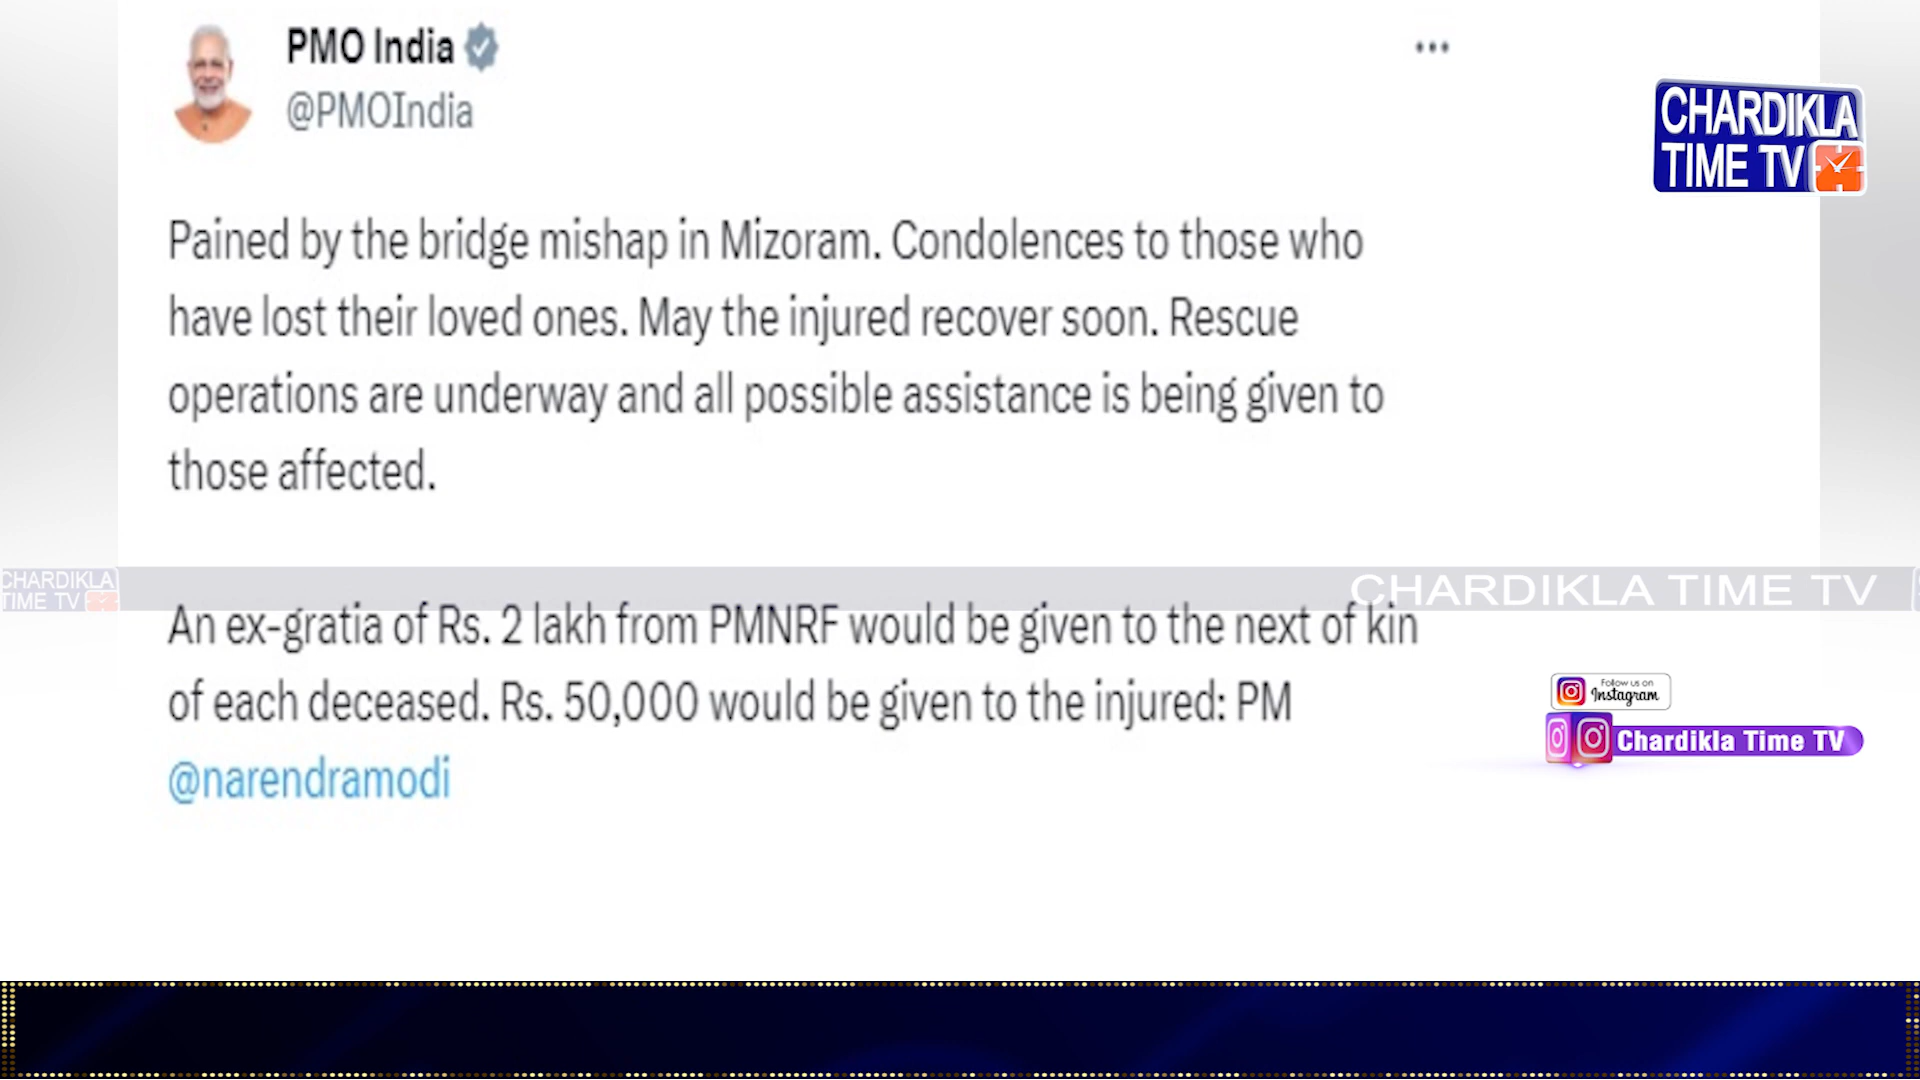 PMO India
@PMOIndia
CHARDIKLA
TIME TV
Pained by the bridge mishap in Mizoram. Condolences to those who
have lost their loved ones. May the injured recover soon. Rescue
operations are underway and all possible assistance is being given to
those affected.
CHARDIKLA
TIME TV
CHARDIKLA TIME TV
An ex-gratia of Rs. 2 lakh from PMNRF would be given to the next of kin
of each deceased. Rs. 50,000 would be given to the injured: PM
@narendramodi
Follow us on
Instagram
Chardikla Time TV